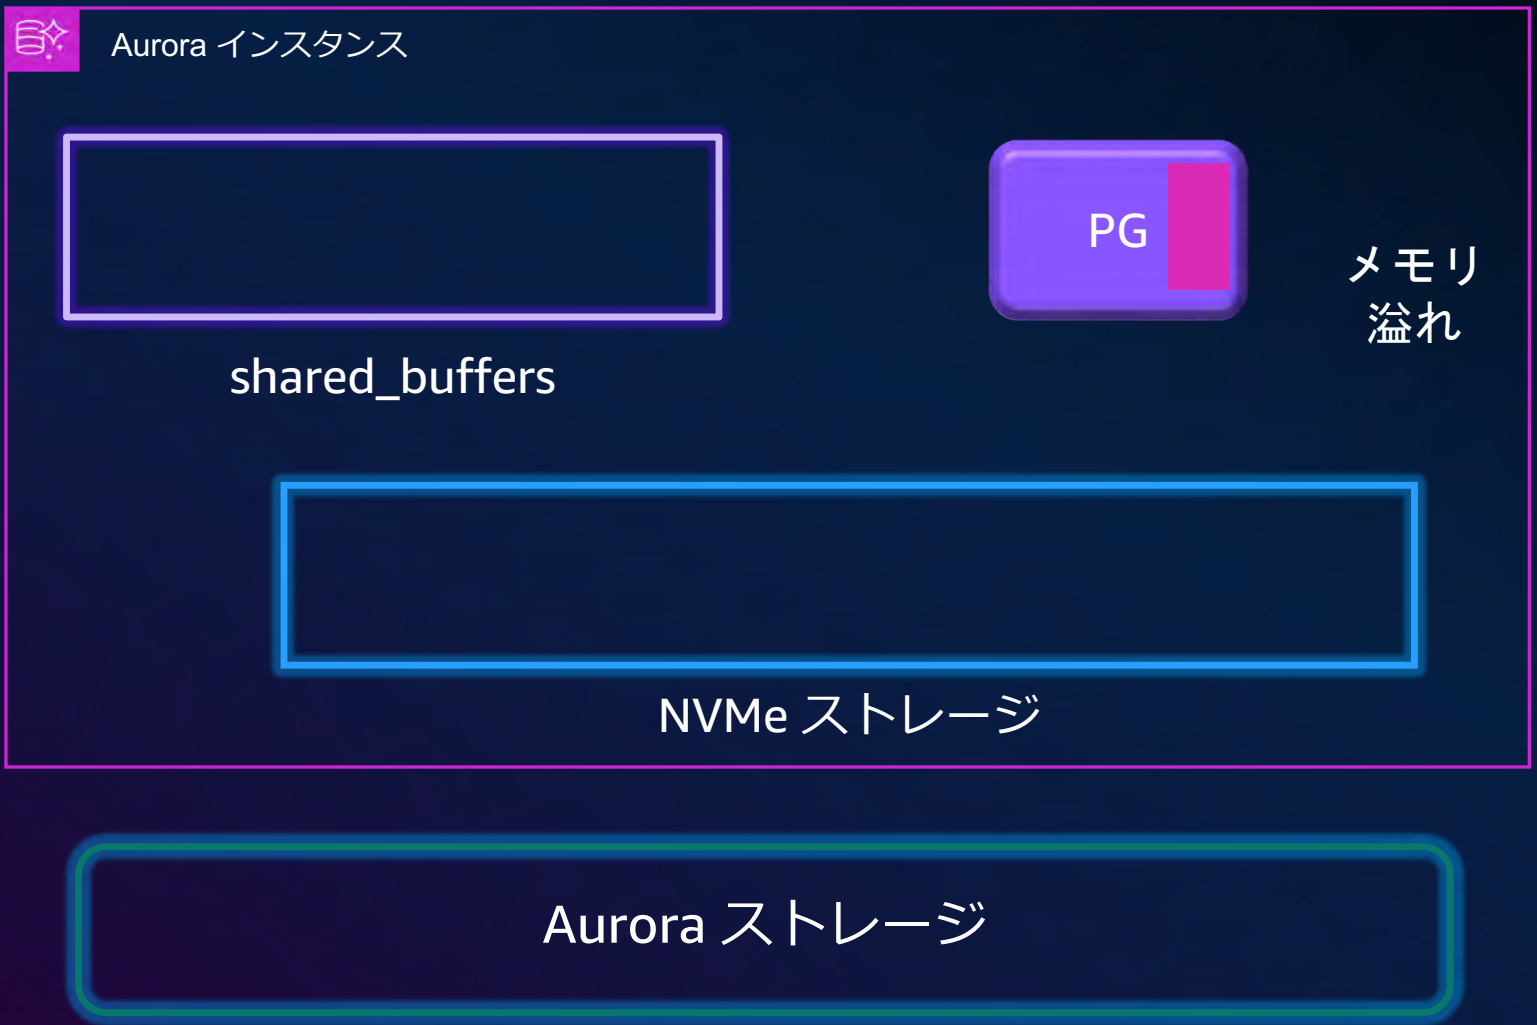 Aurora インスタンス
PG
メモリ
溢れ
shared_buffers
NVMe ストレージ
Aurora ストレージ